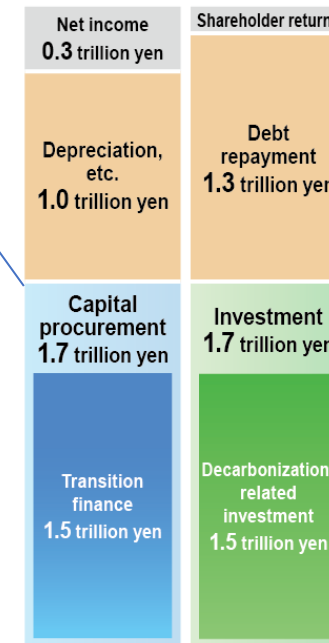 Net income
0.3 trillion yen
Depreciation,
etc.
1.0 trillion yen
Capital
procurement
1.7 trillion yen
Transition
finance
1.5 trillion yen
Shareholder return
Debt
repayment
1.3 trillion yen
Investment
1.7 trillion yen
Decarbonization
related
investment
1.5 trillion yen